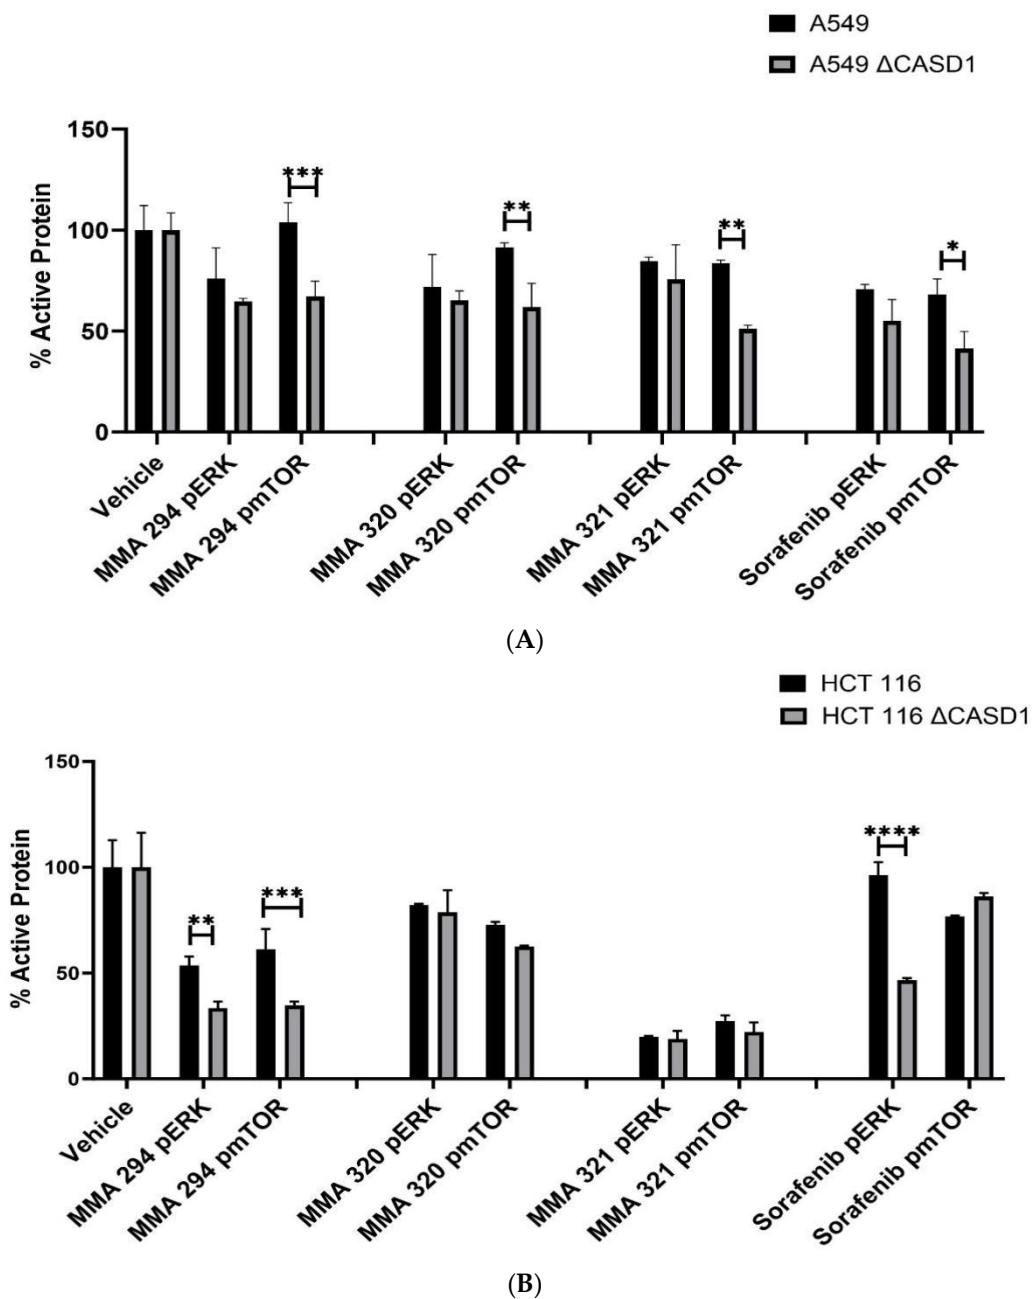 A549
A549 ΔCASD1
% Active Protein
150
100
50
0
***
**
**
*
Vehicle
MMA 294 pERK
MMA 294 pmTOR
MMA 320 pERK
MMA 320 pmTOR
MMA 321 pERK
MMA 321 pmTOR
Sorafenib pERK
Sorafenib pmTOR
(A)
HCT 116
HCT 116 ΔCASD1
% Active Protein
150
100
50
0
**
***
****
Vehicle
MMA 294 pERK
MMA 294 pmTOR
MMA 320 pERK
MMA 320 pmTOR
MMA 321 pERK
MMA 321 pmTOR
Sorafenib pERK
Sorafenib pmTOR
(B)